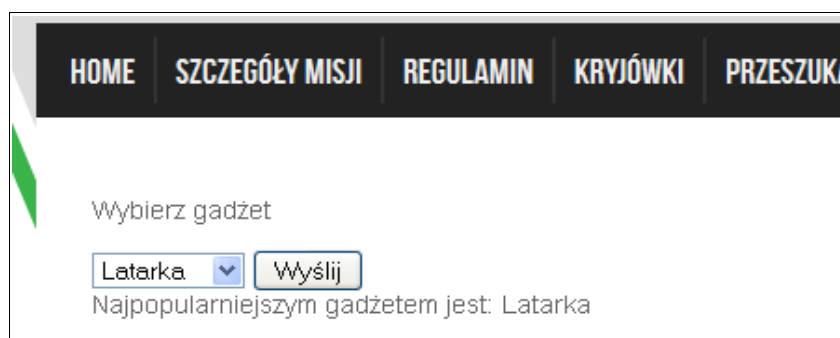 HOME SZCZEGÓŁY MISJI REGULAMIN KRYJÓWKI
Wybierz gadżet
Latarka Wyślij
Najpopularniejszym gadżetem jest: Latarka